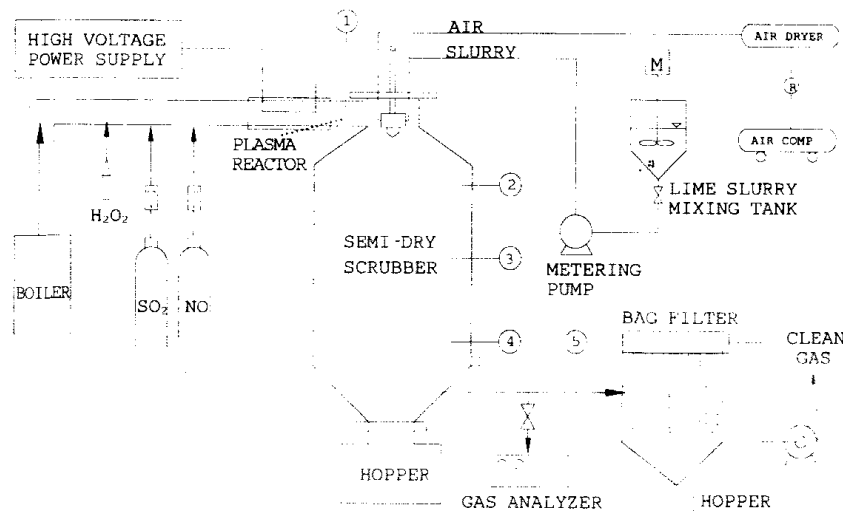 HIGH VOLTAGE
POWER SUPPLY
1
AIR
SLURRY
AIR DRYER
M
PLASMA
REACTOR
AIR COMP
H₂O₂
2
LIME SLURRY
MIXING TANK
SEMI-DRY
SCRUBBER
3
METERING
PUMP
BOILER
SO₂
NO
4
5
BAG FILTER
CLEAN
GAS
HOPPER
GAS ANALYZER
HOPPER